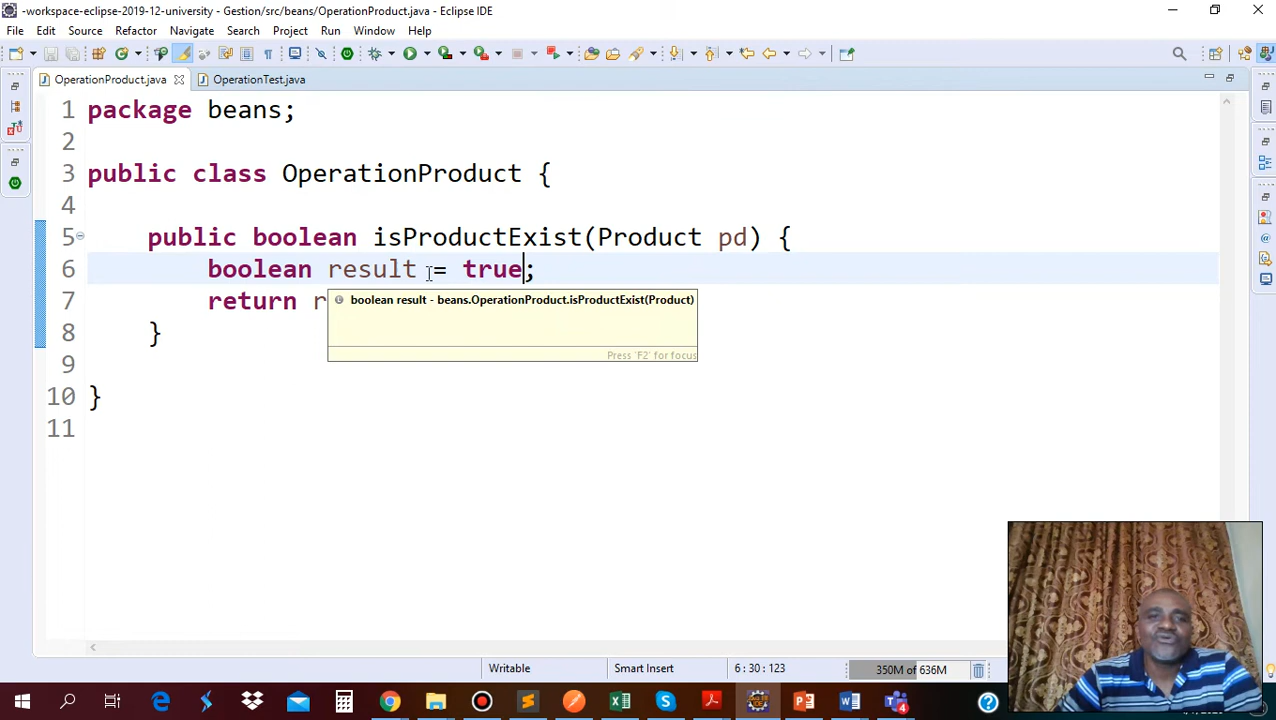 -workspace-eclipse-2019-12-university - Gestion/src/beans/OperationProduct.java - Eclipse IDE
File Edit Source Refactor Navigate Search Project Run Window Help
OperationProduct.java OperationTest.java
1 package beans;
2
3 public class OperationProduct {
4
5 public boolean isProductExist(Product pd) {
6 boolean result = true;
7 return r
boolean result - beans.OperationProduct.isProductExist(Product)
8 }
Press 'F2' for focus
9
10 }
11
Writable Smart Insert 6 : 30 : 123 350M of 636M